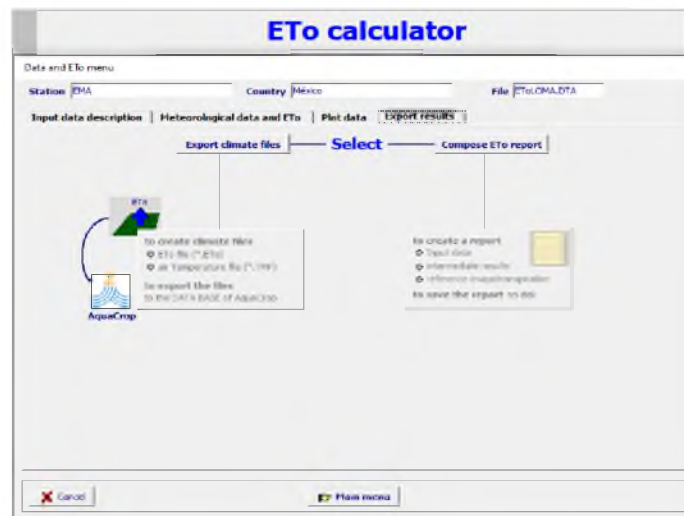 ETo calculator
Data and ETo menu
Station EMA Country México File EToLOMA.DTA
Input data description | Meteorological data and ETo | Plot data | Export results
Export climate files Select Compose ETo report
ETo
to create climate files
ETo file (*.ETo)
air Temperature file (*.TMP)
to export the files
to the DATA BASE of AquaCrop
AquaCrop
to create a report
Input data
intermediate results
reference evapotranspiration
to save the report on disk
Cancel Main menu